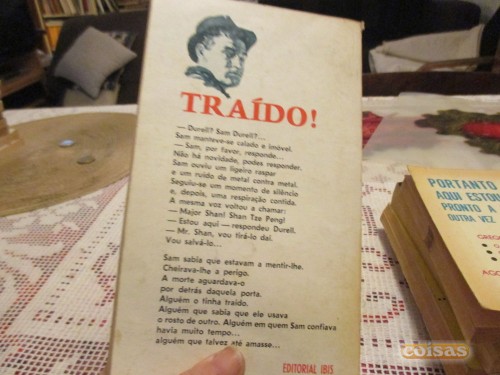 TRAÍDO!
— Durell? Sam Durell?...
Sam manteve-se calado e imóvel.
— Sam, por favor, responde...
Não há novidade, podes responder.
Sam ouviu um ligeiro raspar
e um ruído de metal contra metal.
Seguiu-se um momento de silêncio
e, depois, uma respiração contida.
A mesma voz voltou a chamar:
— Major Shan! Shan Tze Peng!
— Estou aqui — respondeu Durell.
— Mr. Shan, vou tirá-lo daí.
Vou salvá-lo...
Sam sabia que estavam a mentir-lhe.
Cheirava-lhe a perigo.
A morte aguardava-o
por detrás daquela porta.
Alguém o tinha traído.
Alguém que sabia que ele usava
o rosto de outro. Alguém em quem Sam confiava
havia muito tempo...
alguém que talvez até amasse...
EDITORIAL IBIS
PORTANTO
AQUI ESTOU
PRONTO,
OUTRA VEZ.
coisas